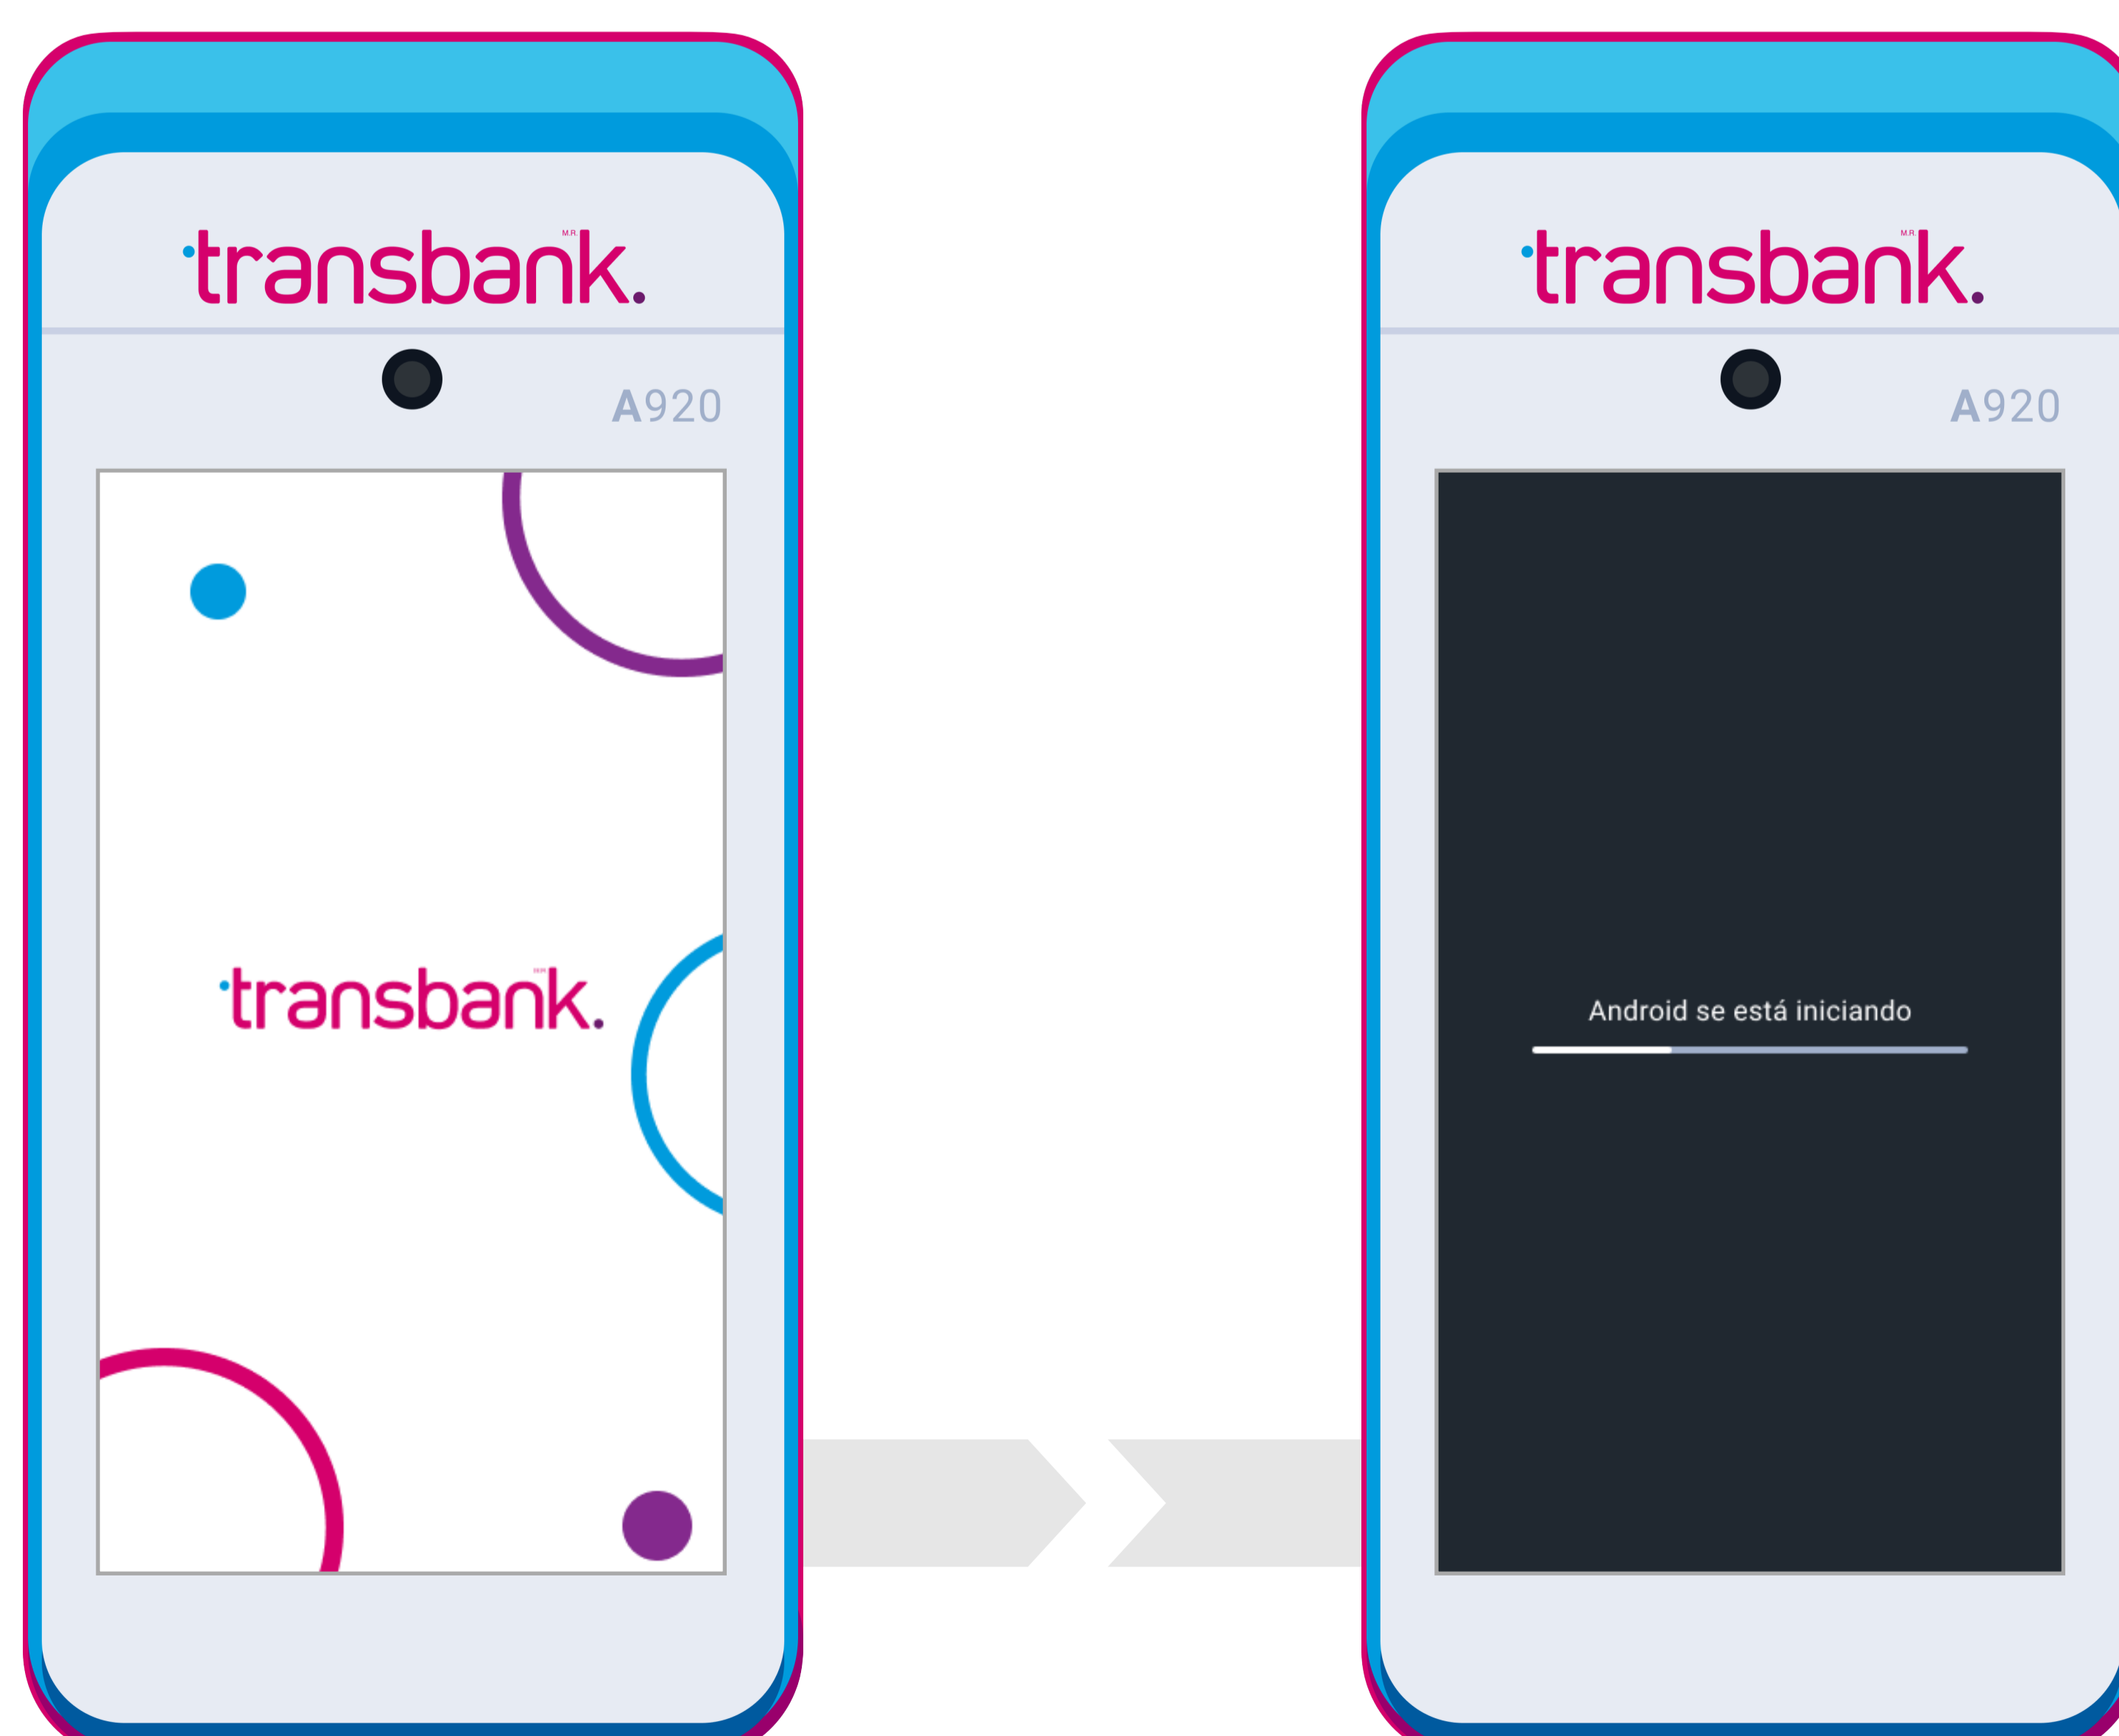 transbank.
M.R.
A920
transbank.
transbank.
M.R.
A920
Android se está iniciando